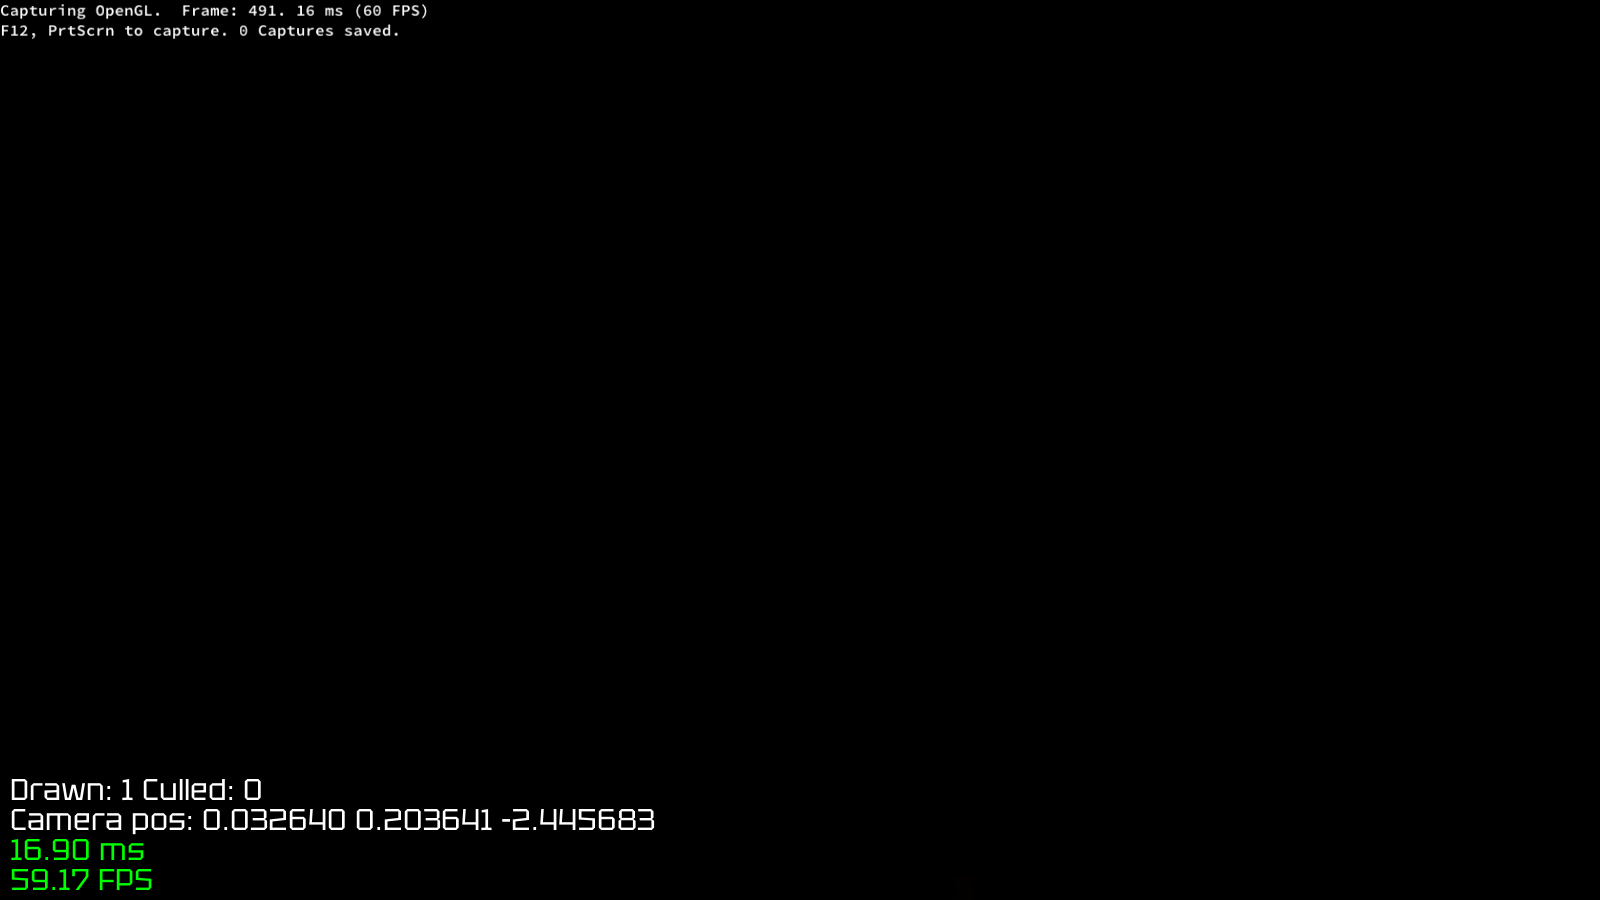 Capturing OpenGL.  Frame: 491. 16 ms (60 FPS)
F12, PrtScrn to capture. 0 Captures saved.
Drawn: 1 Culled: 0
Camera pos: 0.032640 0.203641 -2.445683
16.90 ms
59.17 FPS